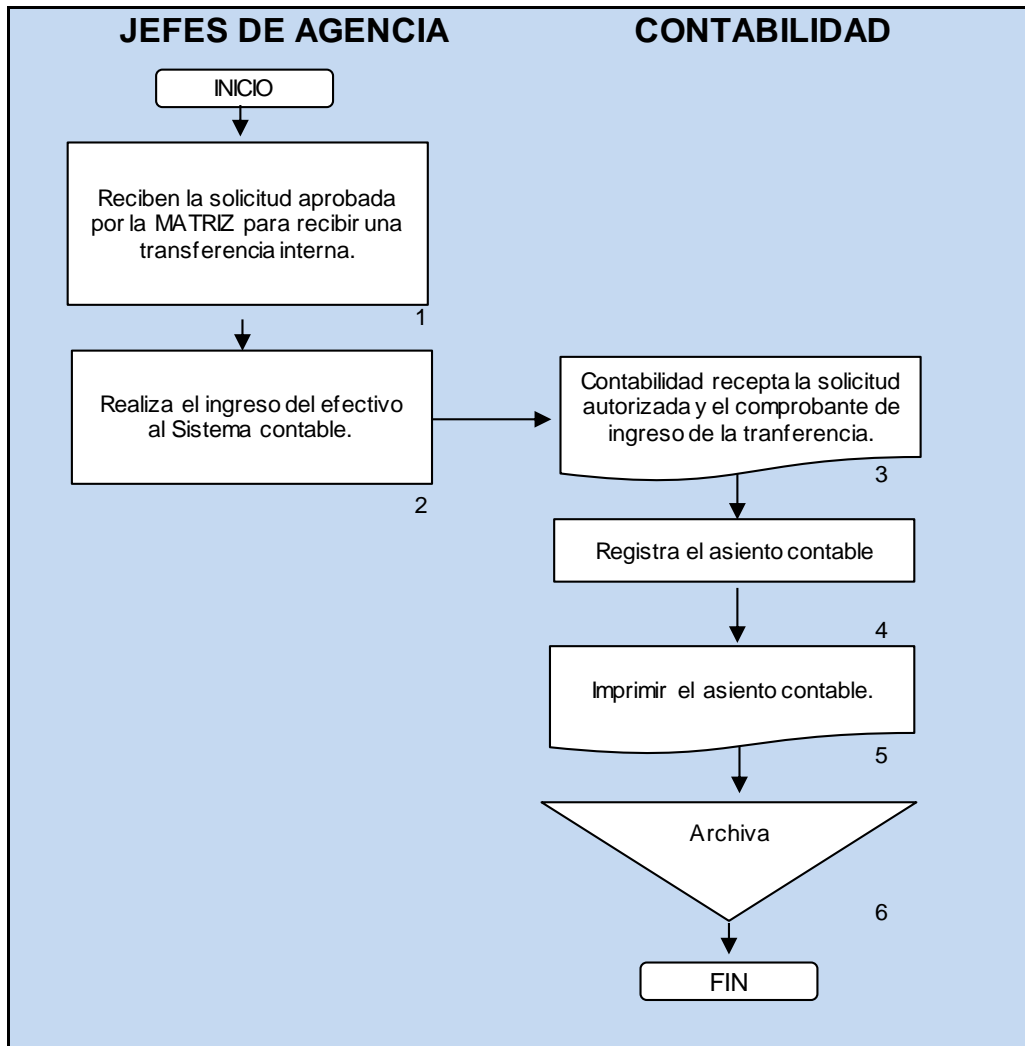 JEFES DE AGENCIA
CONTABILIDAD
INICIO
Reciben la solicitud aprobada
por la MATRIZ para recibir una
transferencia interna.
1
Realiza el ingreso del efectivo
al Sistema contable.
2
Contabilidad recepta la solicitud
autorizada y el comprobante de
ingreso de la tranferencia.
3
Registra el asiento contable
4
Imprimir el asiento contable.
5
Archiva
6
FIN